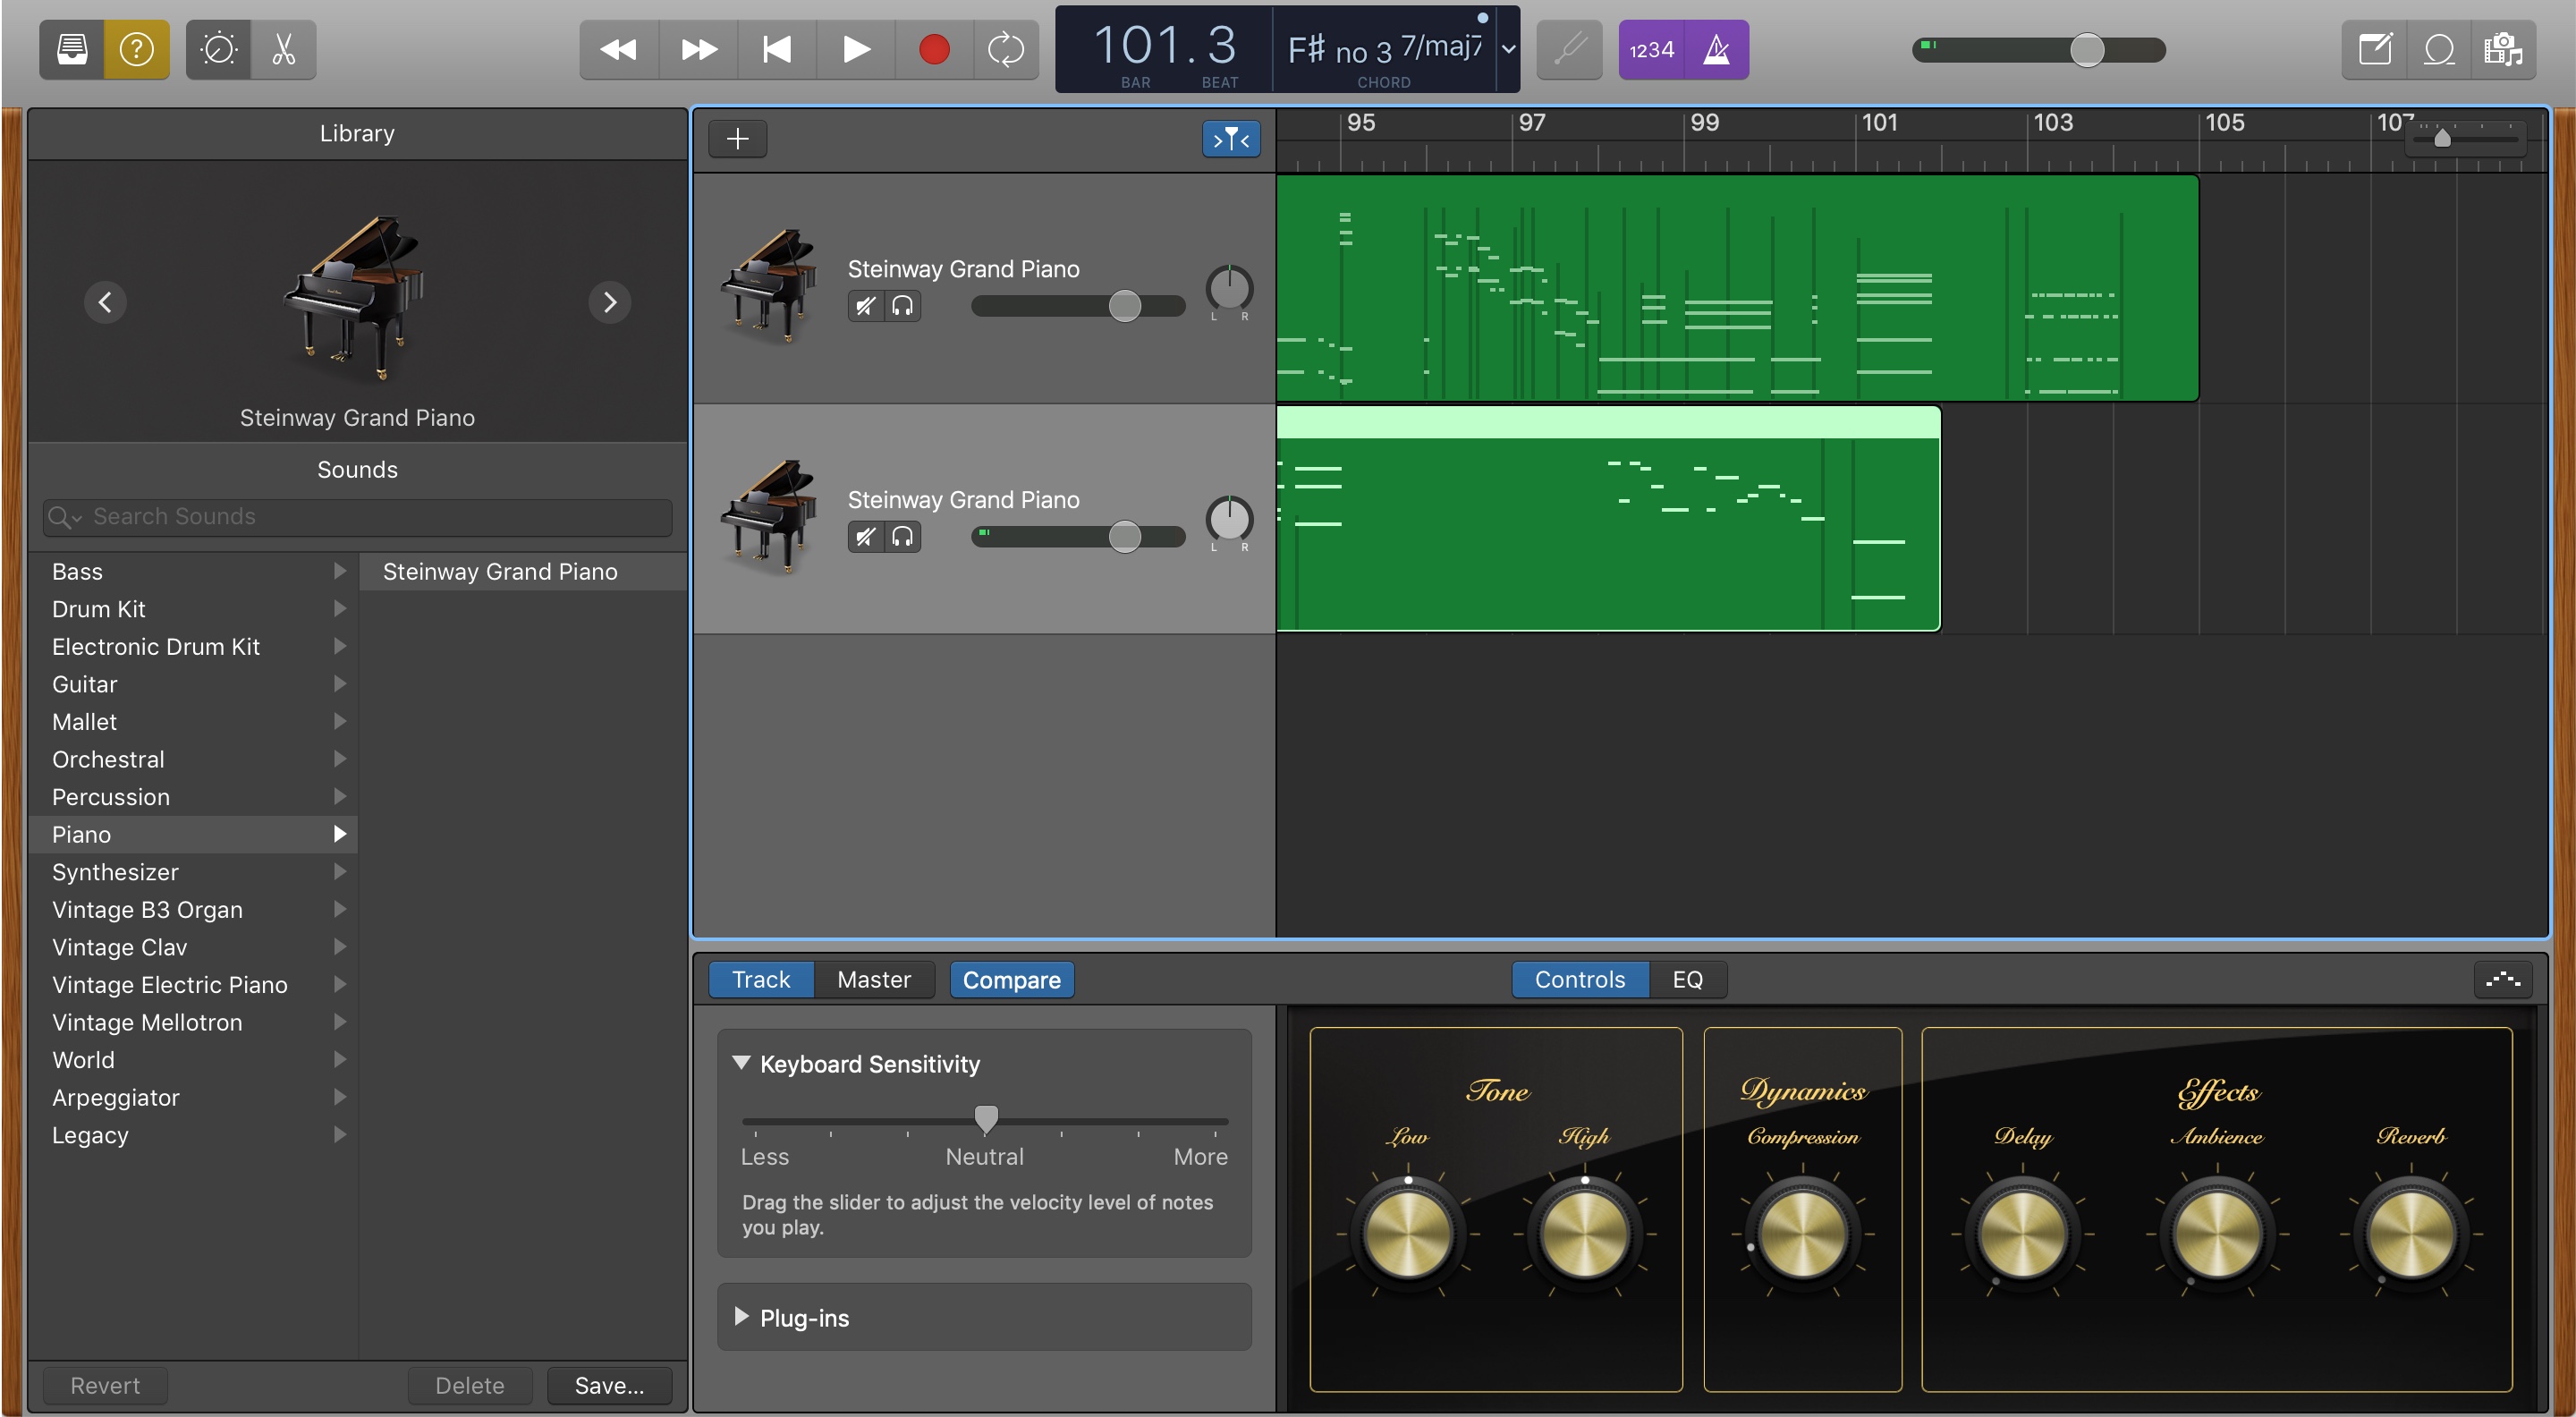 101.3
BAR BEAT
F♯ no 3 7/maj7
CHORD
1234
Library
Steinway Grand Piano
Sounds
Search Sounds
Bass
Drum Kit
Electronic Drum Kit
Guitar
Mallet
Orchestral
Percussion
Piano
Synthesizer
Vintage B3 Organ
Vintage Clav
Vintage Electric Piano
Vintage Mellotron
World
Arpeggiator
Legacy
Steinway Grand Piano
Revert Delete Save...
95 97 99 101 103 105 107
Steinway Grand Piano
L R
Steinway Grand Piano
L R
Track Master Compare Controls EQ
Keyboard Sensitivity
Less Neutral More
Drag the slider to adjust the velocity level of notes
you play.
Plug-ins
Tone
Low High
Dynamics
Compression
Effects
Delay Ambience Reverb